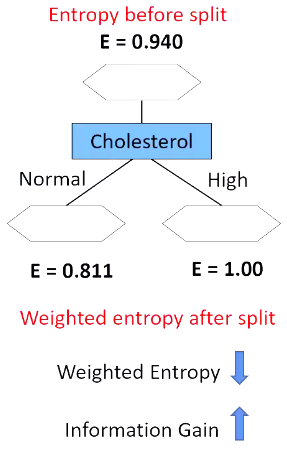 Entropy before split
E = 0.940
Cholesterol
Normal
High
E = 0.811
E = 1.00
Weighted entropy after split
Weighted Entropy
Information Gain